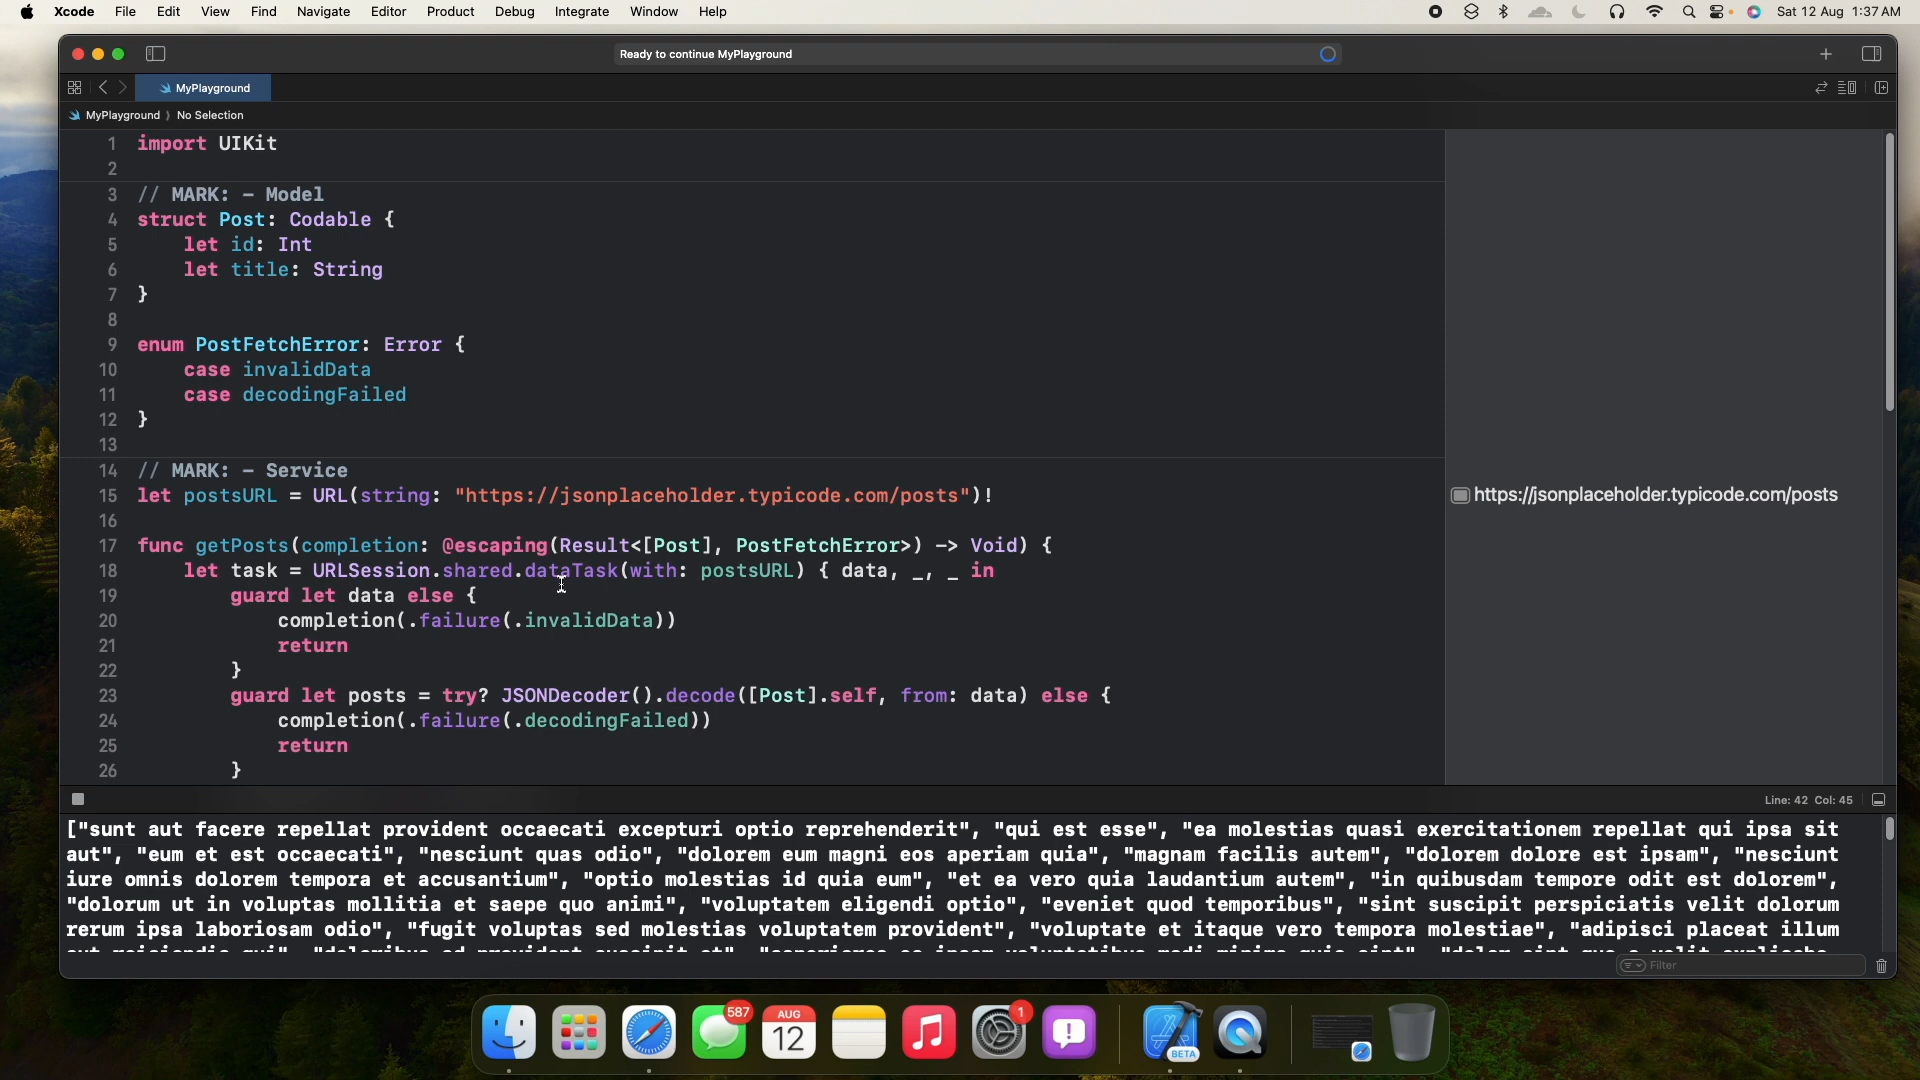 Xcode File Edit View Find Navigate Editor Product Debug Integrate Window Help Sat 12 Aug 1:37 AM
Ready to continue MyPlayground
MyPlayground
MyPlayground No Selection
1 import UIKit
2
3 // MARK: - Model
4 struct Post: Codable {
5 let id: Int
6 let title: String
7 }
8
9 enum PostFetchError: Error {
10 case invalidData
11 case decodingFailed
12 }
13
14 // MARK: - Service
15 let postsURL = URL(string: "https://jsonplaceholder.typicode.com/posts")! https://jsonplaceholder.typicode.com/posts
16
17 func getPosts(completion: @escaping(Result<[Post], PostFetchError>) -> Void) {
18 let task = URLSession.shared.dataTask(with: postsURL) { data, _, _ in
19 guard let data else {
20 completion(.failure(.invalidData))
21 return
22 }
23 guard let posts = try? JSONDecoder().decode([Post].self, from: data) else {
24 completion(.failure(.decodingFailed))
25 return
26 }
Line: 42 Col: 45
["sunt aut facere repellat provident occaecati excepturi optio reprehenderit", "qui est esse", "ea molestias quasi exercitationem repellat qui ipsa sit
aut", "eum et est occaecati", "nesciunt quas odio", "dolorem eum magni eos aperiam quia", "magnam facilis autem", "dolorem dolore est ipsam", "nesciunt
iure omnis dolorem tempora et accusantium", "optio molestias id quia eum", "et ea vero quia laudantium autem", "in quibusdam tempore odit est dolorem",
"dolorum ut in voluptas mollitia et saepe quo animi", "voluptatem eligendi optio", "eveniet quod temporibus", "sint suscipit perspiciatis velit dolorum
rerum ipsa laboriosam odio", "fugit voluptas sed molestias voluptatem provident", "voluptate et itaque vero tempora molestiae", "adipisci placeat illum
Filter
587
AUG
12
1
BETA